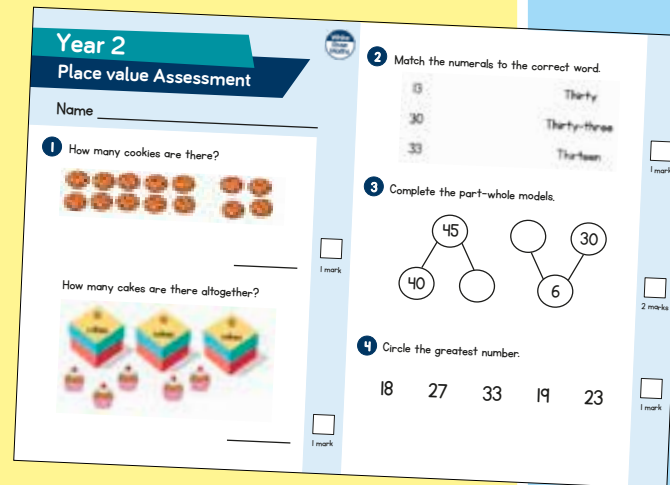 Year 2
Place value Assessment
White
Rose
Maths
Name
1 How many cookies are there?
1 mark
How many cakes are there altogether?
cakes
cakes
cakes
1 mark
2 Match the numerals to the correct word.
13 Thirty
30 Thirty-three
33 Thirteen
1 mark
3 Complete the part-whole models.
45 30
40 6
2 marks
4 Circle the greatest number.
18 27 33 19 23
1 mark